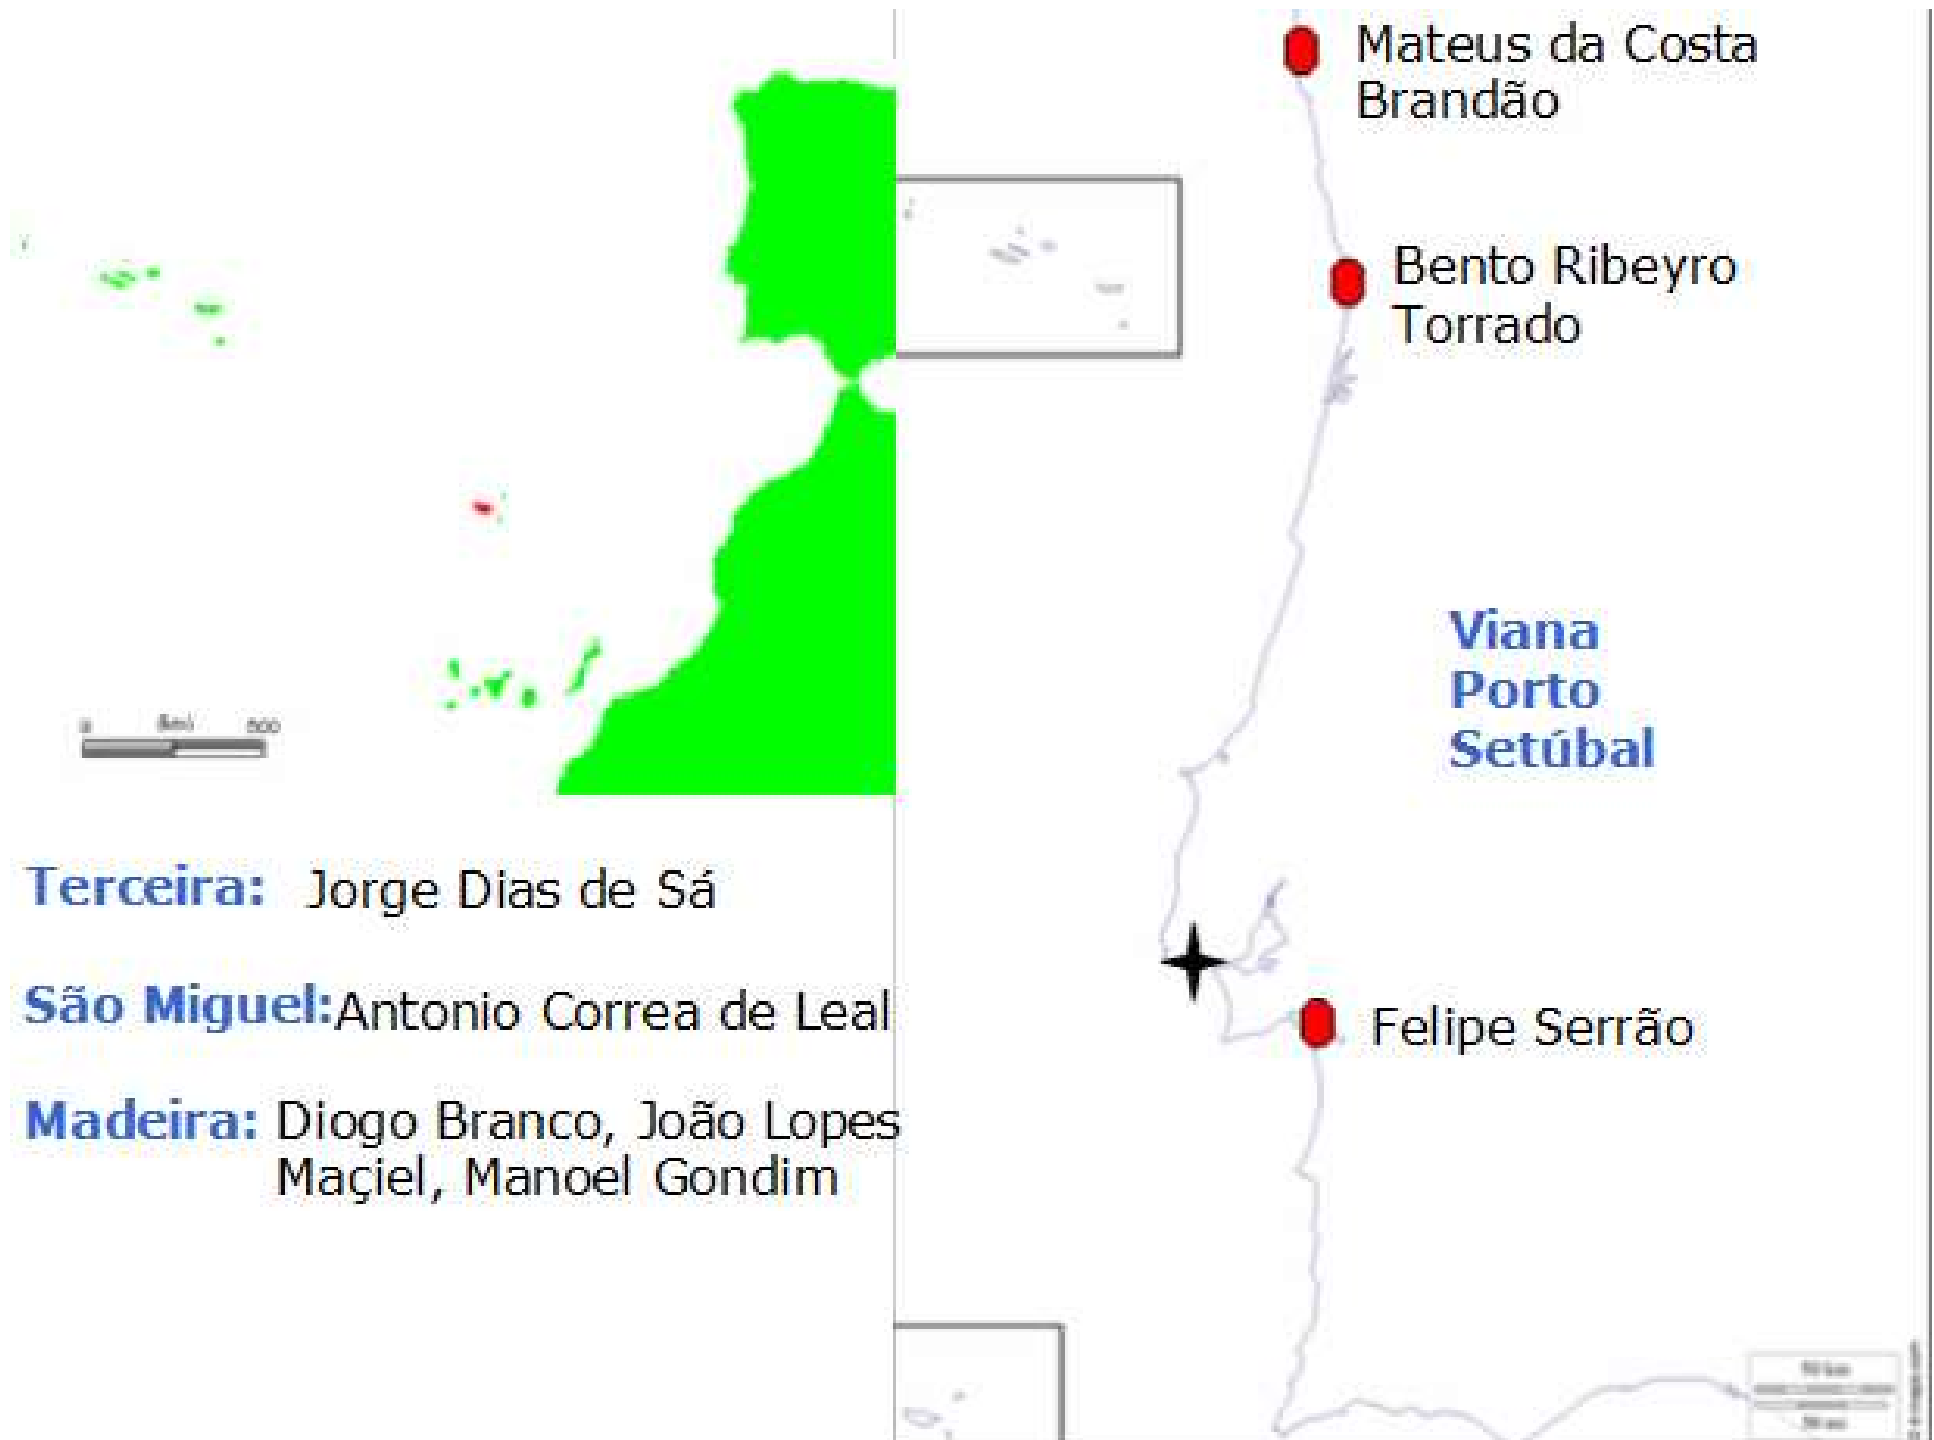 Mateus da Costa
Brandão
Bento Ribeyro
Torrado
Viana
Porto
Setúbal
0 500
Terceira: Jorge Dias de Sá
São Miguel: Antonio Correa de Leal
Felipe Serrão
Madeira: Diogo Branco, João Lopes
Maçiel, Manoel Gondim